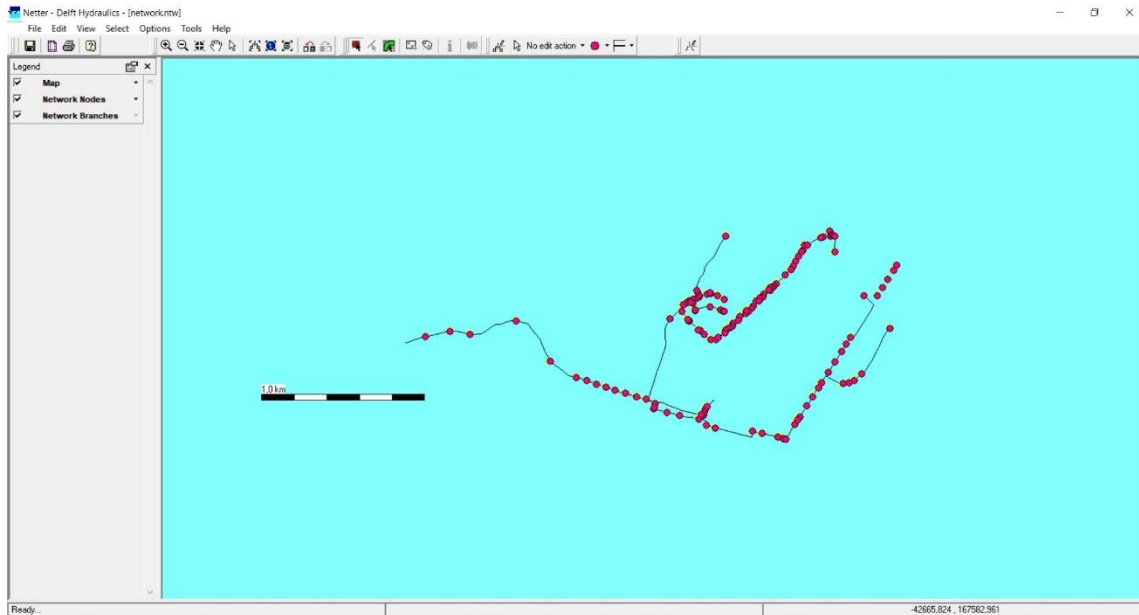 Netter - Delft Hydraulics - [network.ntw]
File Edit View Select Options Tools Help
No edit action
Legend
Map
Network Nodes
Network Branches
1,0 km
Ready...
-42665,824 , 167582,961